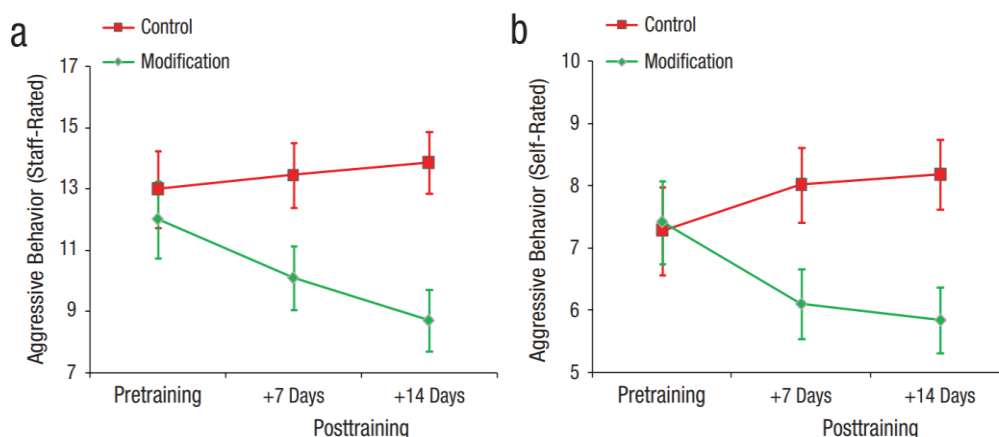 a
Control
Modification
Aggressive Behavior (Staff-Rated)
17
15
13
11
9
7
Pretraining
+7 Days
+14 Days
Posttraining
b
Control
Modification
Aggressive Behavior (Self-Rated)
10
9
8
7
6
5
Pretraining
+7 Days
+14 Days
Posttraining